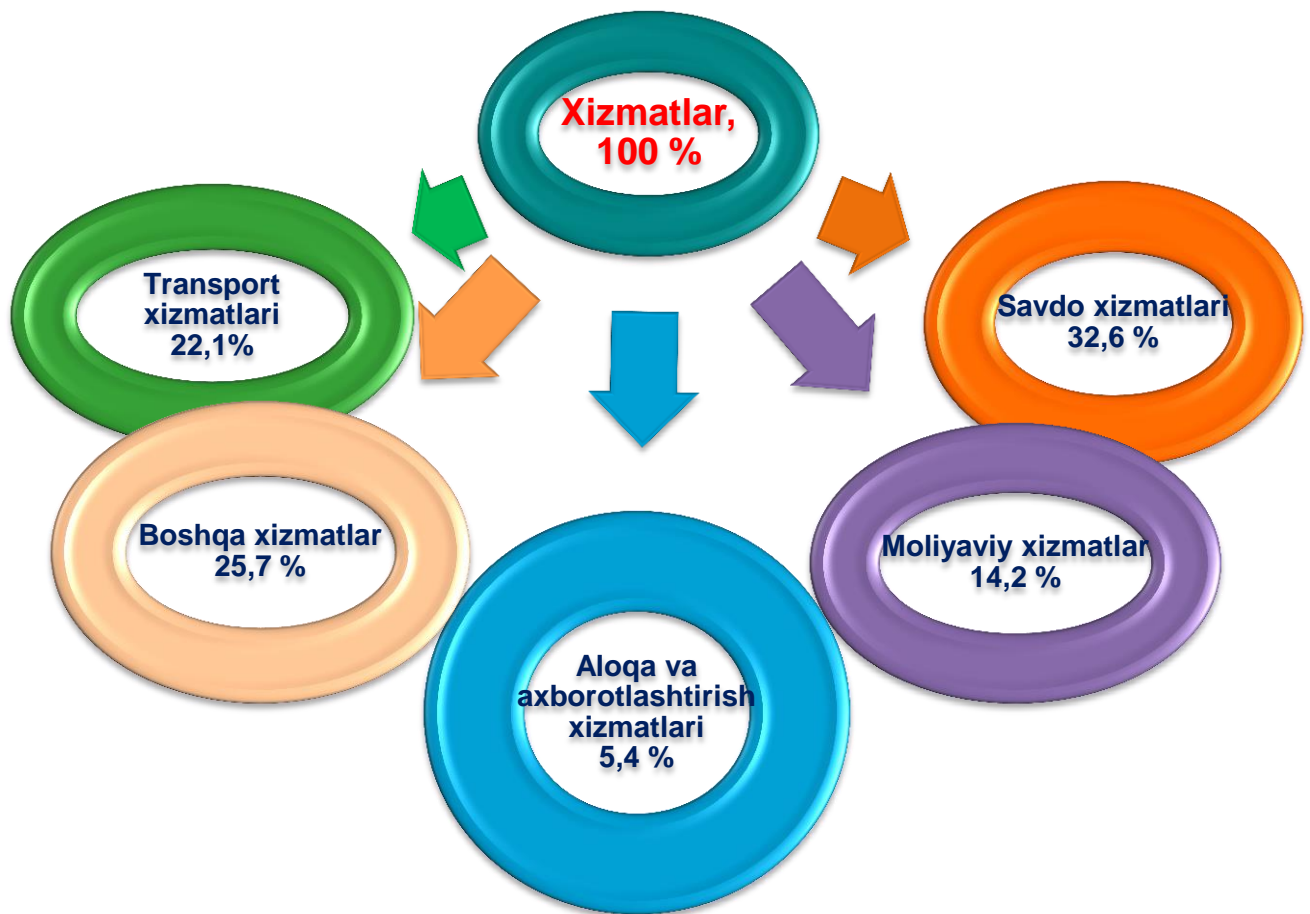 Xizmatlar,
100 %
Transport
xizmatlari
22,1%
Savdo xizmatlari
32,6 %
Boshqa xizmatlar
25,7 %
Moliyaviy xizmatlar
14,2 %
Aloqa va
axborotlashtirish
xizmatlari
5,4 %